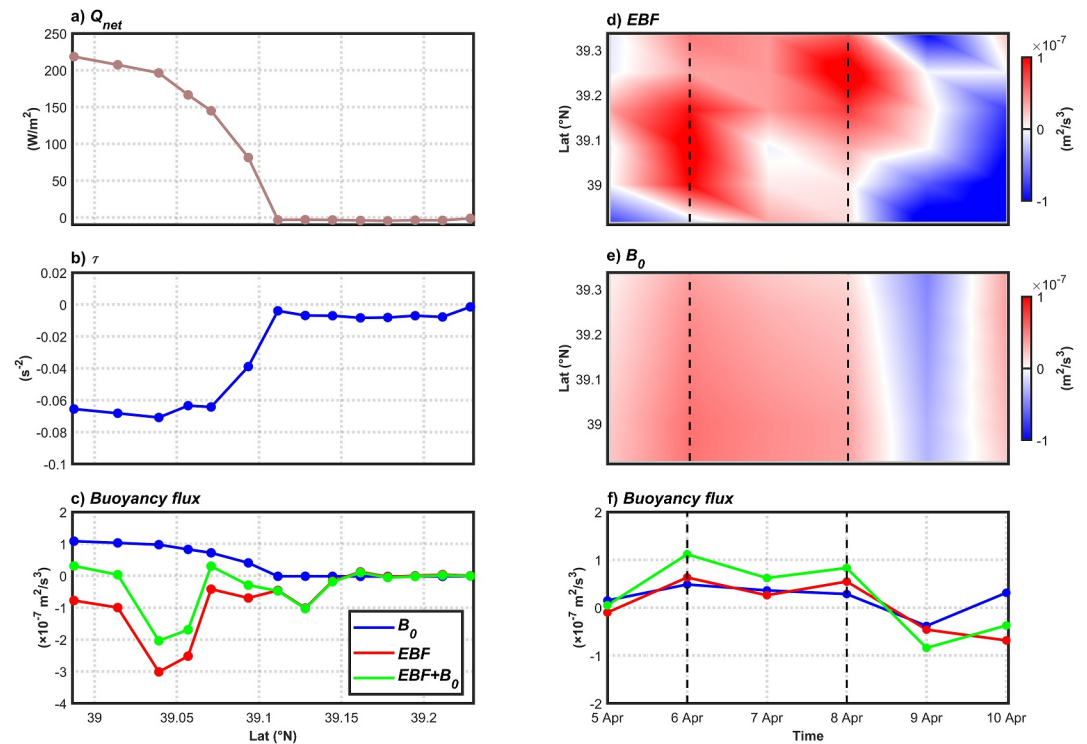 a) Qnet
250
200
150
100
50
0
(W/m²)
b) τ
0.02
0
-0.02
-0.04
-0.06
-0.08
-0.1
(s⁻²)
c) Buoyancy flux
2
1
0
-1
-2
-3
-4
(×10⁻⁷ m²/s³)
B₀
EBF
EBF+B₀
39
39.05
39.1
39.15
39.2
Lat (°N)
d) EBF
39.3
39.2
39.1
39
Lat (°N)
×10⁻⁷
1
0
-1
(m²/s³)
e) B₀
39.3
39.2
39.1
39
Lat (°N)
×10⁻⁷
1
0
-1
(m²/s³)
f) Buoyancy flux
2
1
0
-1
-2
(×10⁻⁷ m²/s³)
5 Apr
6 Apr
7 Apr
8 Apr
9 Apr
10 Apr
Time